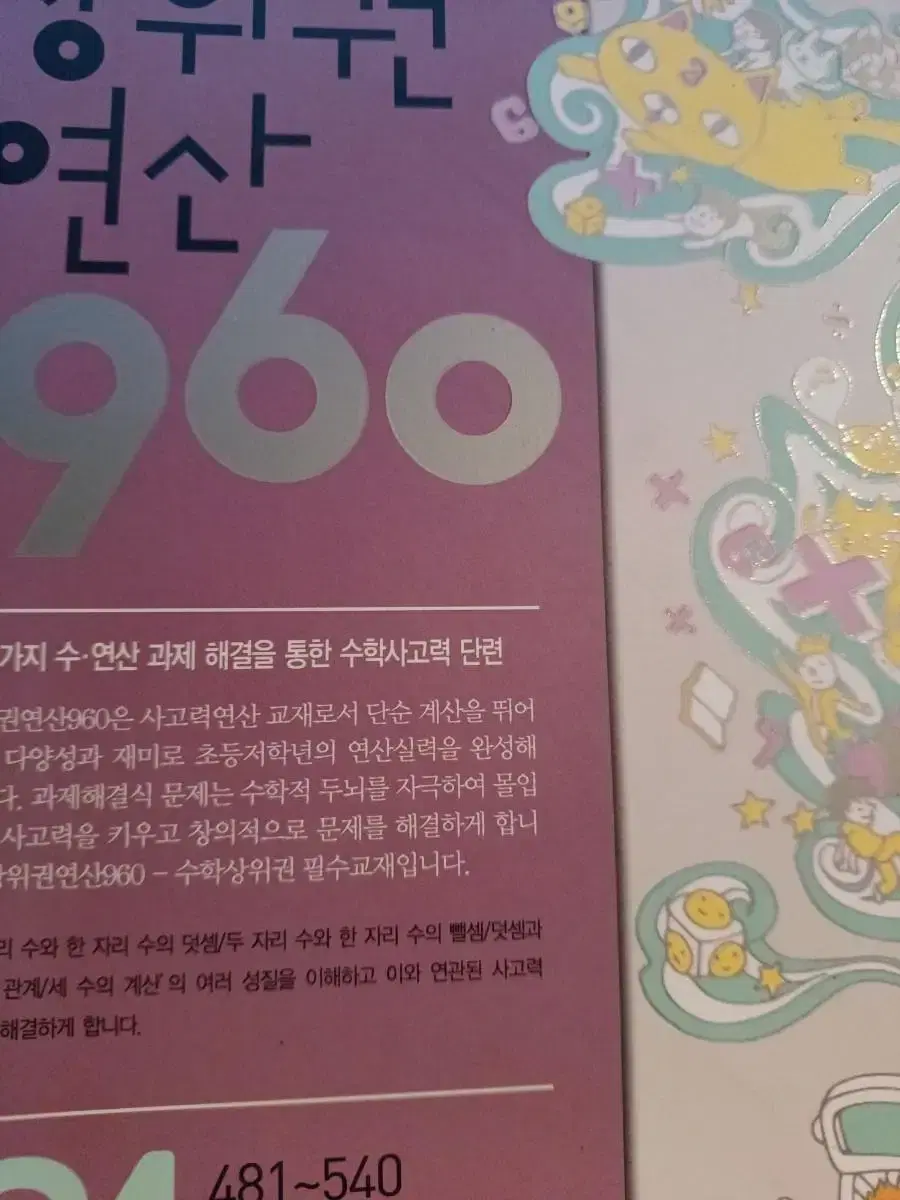 상위권
연산
960
가지 수·연산 과제 해결을 통한 수학사고력 단련
권연산960은 사고력연산 교재로서 단순 계산을 뛰어
다양성과 재미로 초등저학년의 연산실력을 완성해
다. 과제해결식 문제는 수학적 두뇌를 자극하여 몰입
사고력을 키우고 창의적으로 문제를 해결하게 합니
상위권연산960 – 수학상위권 필수교재입니다.
리 수와 한 자리 수의 덧셈/두 자리 수와 한 자리 수의 뺄셈/덧셈과
관계/세 수의 계산'의 여러 성질을 이해하고 이와 연관된 사고력
해결하게 합니다.
481~540